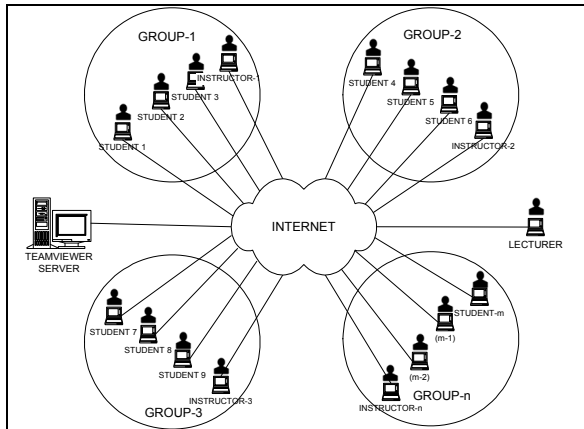 GROUP-1
INSTRUCTOR-1
STUDENT 3
STUDENT 2
STUDENT 1
GROUP-2
STUDENT 4
STUDENT 5
STUDENT 6
INSTRUCTOR-2
INTERNET
TEAMVIEWER
SERVER
LECTURER
STUDENT 7
STUDENT 8
STUDENT 9
INSTRUCTOR-3
GROUP-3
STUDENT-m
(m-1)
(m-2)
INSTRUCTOR-n
GROUP-n